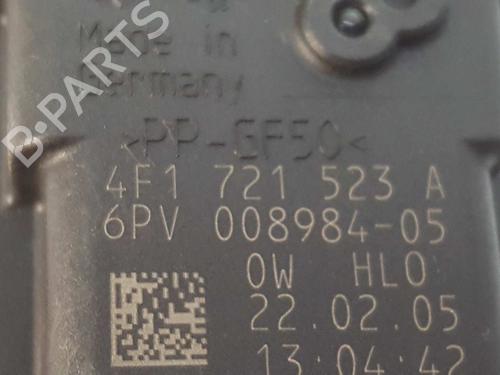 Made in
Germany
>PP-GF50<
4F1 721 523 A
6PV 008984-05
0W HL0
22.02.05
13:04:42
B-PARTS